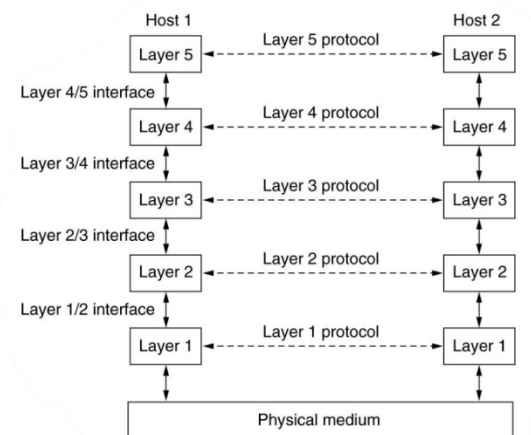 Host 1
Host 2
Layer 5
Layer 5 protocol
Layer 5
Layer 4/5 interface
Layer 4
Layer 4 protocol
Layer 4
Layer 3/4 interface
Layer 3
Layer 3 protocol
Layer 3
Layer 2/3 interface
Layer 2
Layer 2 protocol
Layer 2
Layer 1/2 interface
Layer 1
Layer 1 protocol
Layer 1
Physical medium